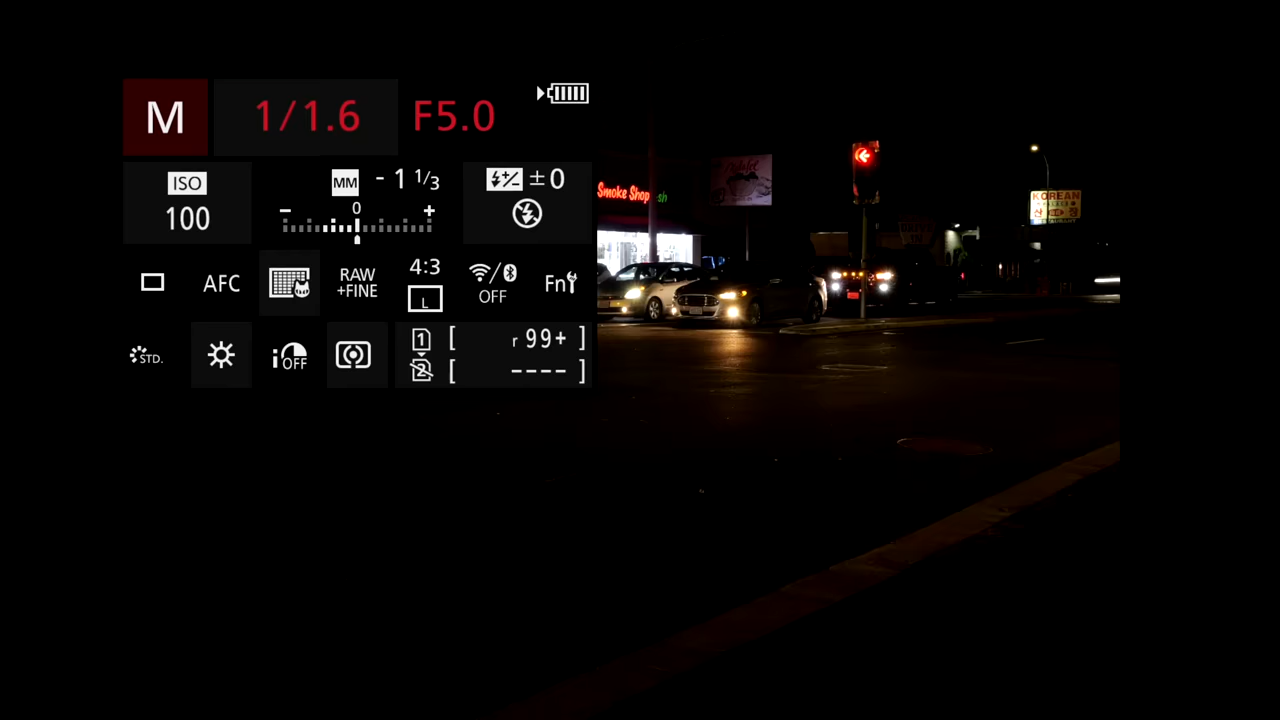 M 1/1.6 F5.0
ISO
100
MM - 1 1/3
- 0 +
± 0
AFC
RAW
+FINE
4:3
L
OFF
Fn
STD.
i OFF
1 [ r 99+ ]
2 [ ---- ]
Smoke Shop
KOREAN